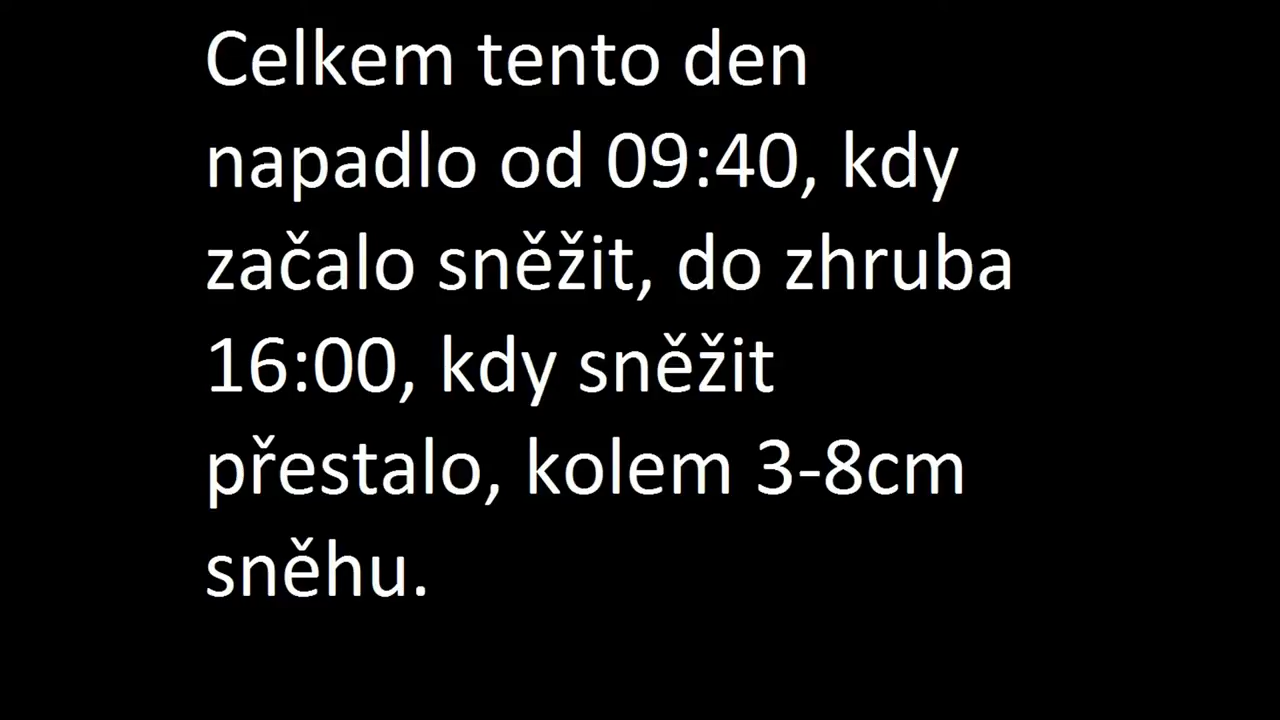 Celkem tento den
napadlo od 09:40, kdy
začalo sněžit, do zhruba
16:00, kdy sněžit
přestalo, kolem 3-8cm
sněhu.